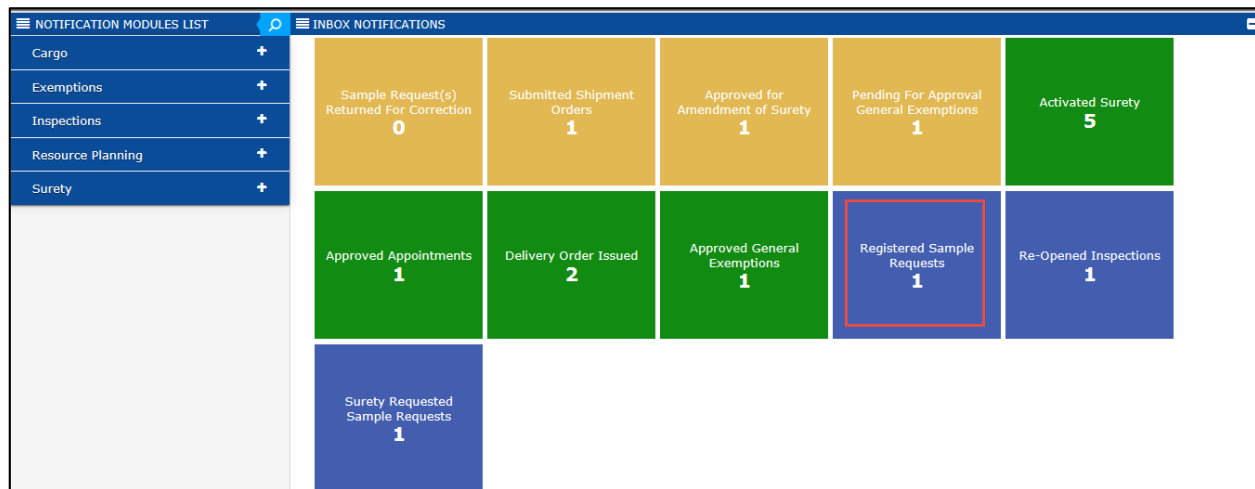 NOTIFICATION MODULES LIST
INBOX NOTIFICATIONS
Cargo
Exemptions
Inspections
Resource Planning
Surety
Sample Request(s)
Returned For Correction
0
Submitted Shipment
Orders
1
Approved for
Amendment of Surety
1
Pending For Approval
General Exemptions
1
Activated Surety
5
Approved Appointments
1
Delivery Order Issued
2
Approved General
Exemptions
1
Registered Sample
Requests
1
Re-Opened Inspections
1
Surety Requested
Sample Requests
1